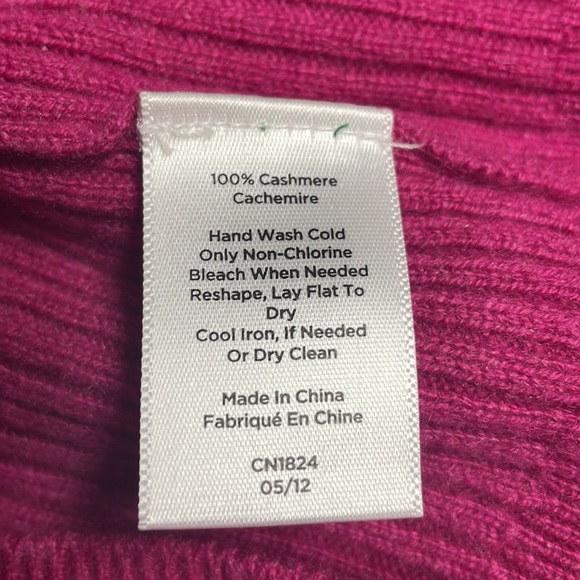 100% Cashmere
Cachemire
Hand Wash Cold
Only Non-Chlorine
Bleach When Needed
Reshape, Lay Flat To
Dry
Cool Iron, If Needed
Or Dry Clean
Made In China
Fabriqué En Chine
CN1824
05/12